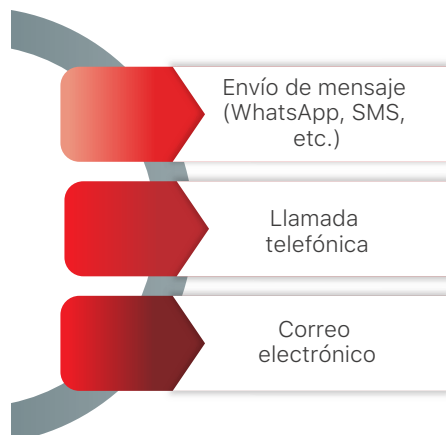 Envío de mensaje
(WhatsApp, SMS,
etc.)
Llamada
telefónica
Correo
electrónico